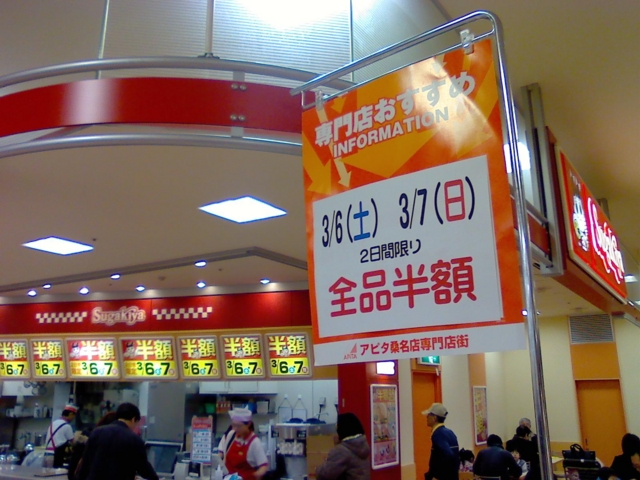 専門店おすすめ
INFORMATION
3/6(土) 3/7(日)
2日間限り
全品半額
APITA アピタ桑名店専門店街
Sugakiya
半額 半額 半額 半額 半額 半額 半額
3/6 7 3/6 7 3/6 7 3/6 7 3/6 7 3/6 7 3/6 7
Sugakiya